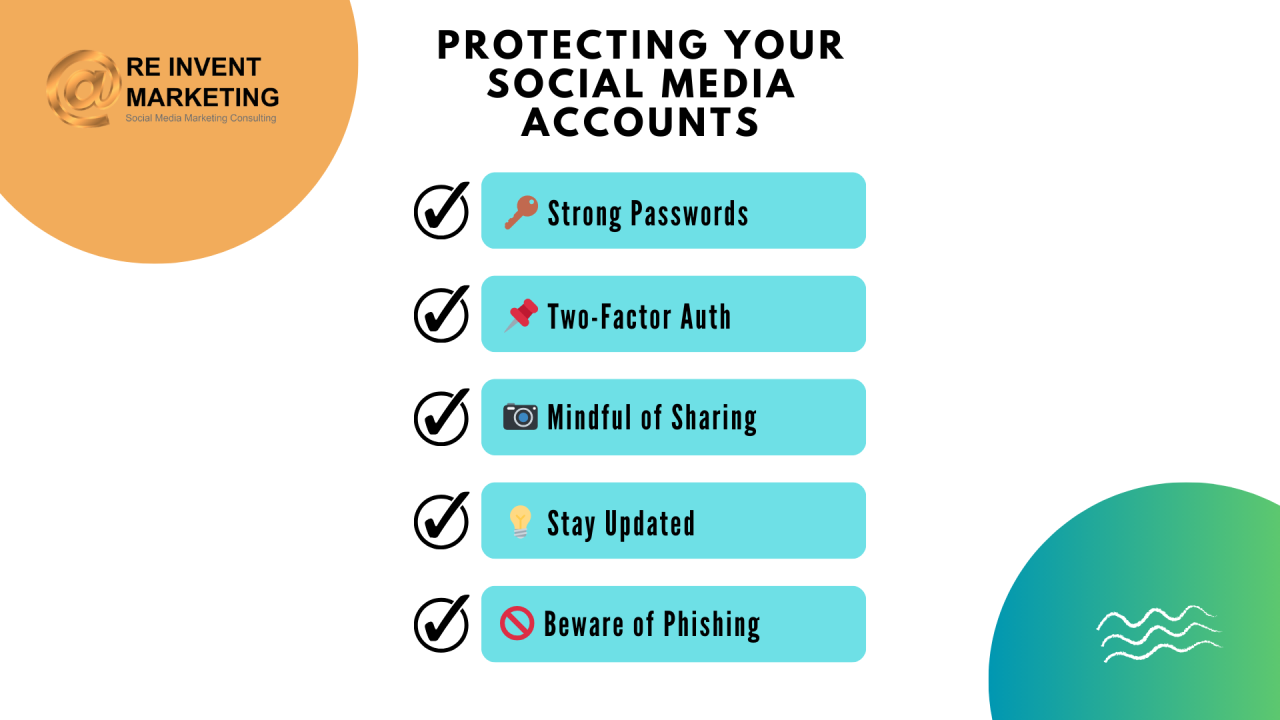 RE INVENT
MARKETING
Social Media Marketing Consulting
PROTECTING YOUR
SOCIAL MEDIA
ACCOUNTS
Strong Passwords
Two-Factor Auth
Mindful of Sharing
Stay Updated
Beware of Phishing